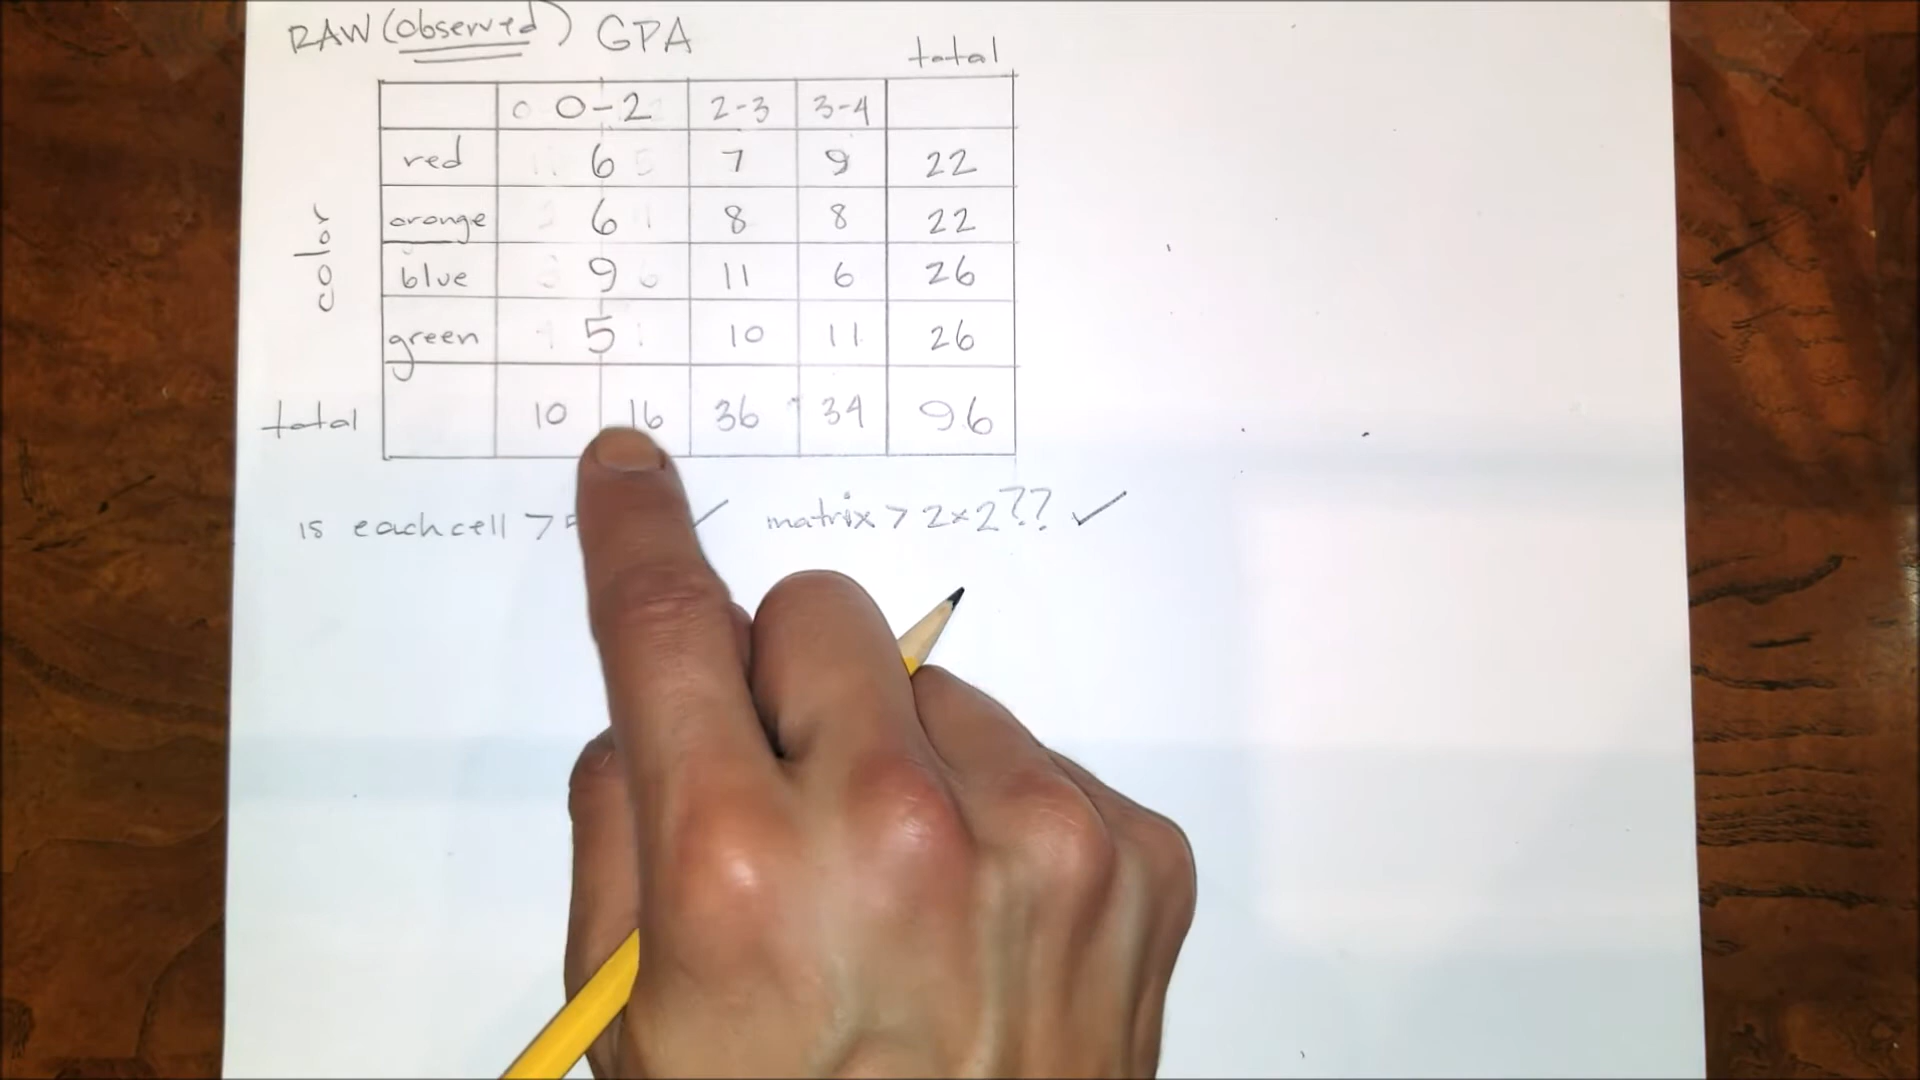 RAW (observed) GPA
total
0-2 2-3 3-4
red 6 7 9 22
orange 6 8 8 22
color
blue 9 11 6 26
green 5 10 11 26
total 10 16 36 34 96
is each cell > matrix > 2x2?? ✓